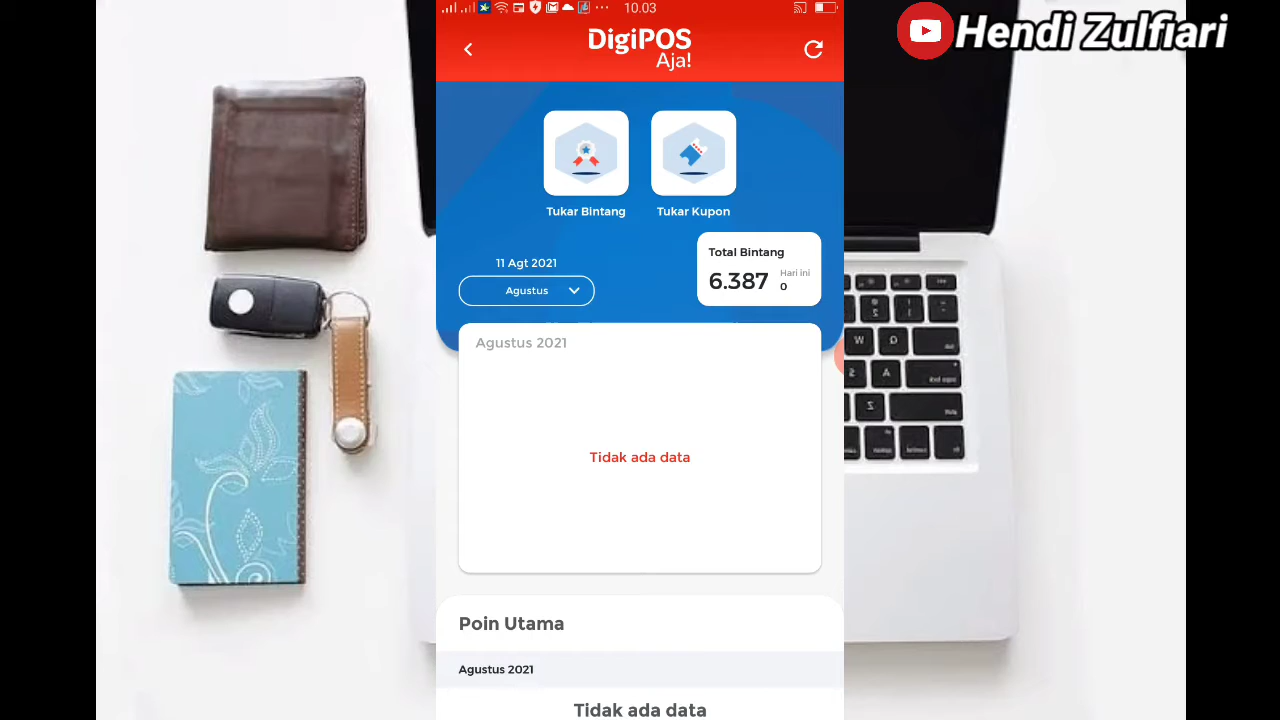 10.03
Hendi Zulfiari
DigiPOS
Aja!
Tukar Bintang
Tukar Kupon
11 Agt 2021
Agustus
Total Bintang
6.387
Hari ini
0
Agustus 2021
Tidak ada data
Poin Utama
Agustus 2021
Tidak ada data